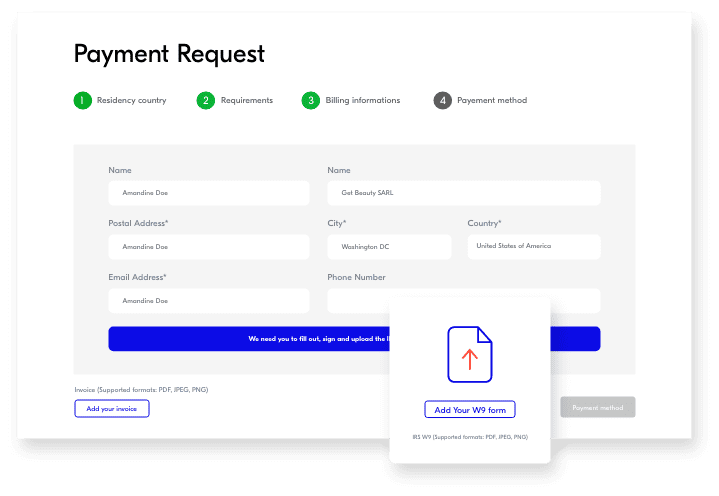 Payment Request
1 Residency country 2 Requirements 3 Billing informations 4 Payement method
Name Name
Amandine Doe Get Beauty SARL
Postal Address* City* Country*
Amandine Doe Washington DC United States of America
Email Address* Phone Number
Amandine Doe
We need you to fill out, sign and upload the
Invoice (Supported formats: PDF, JPEG, PNG)
Add your invoice
Add Your W9 form
Payment method
IRS W9 (Supported formats: PDF, JPEG, PNG)